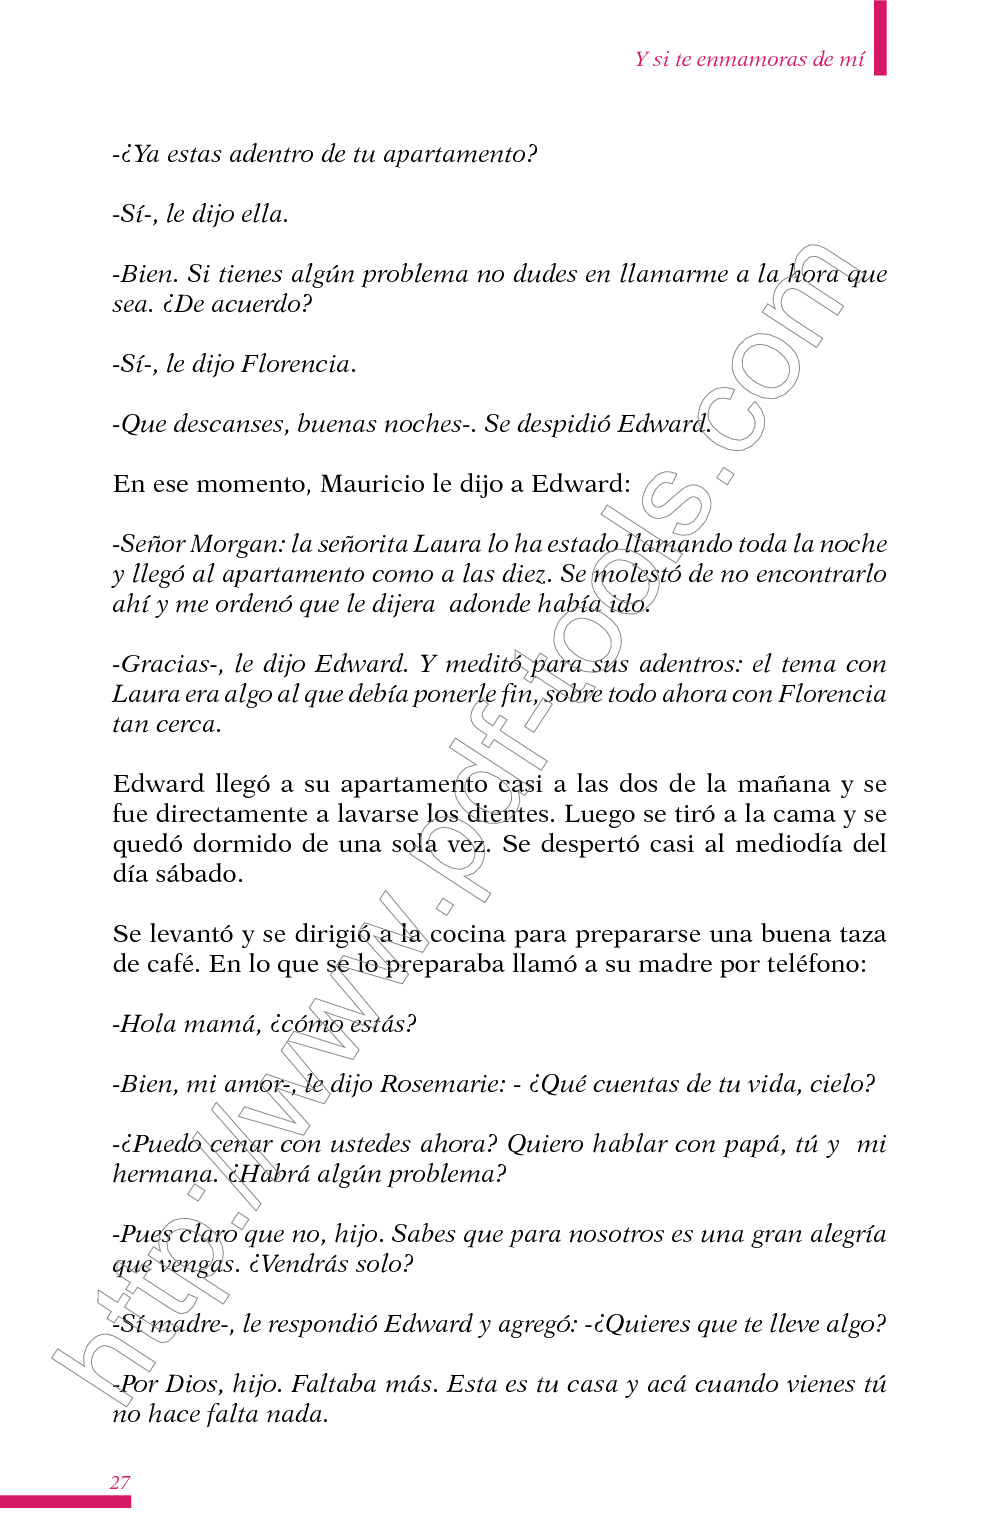 Y si te enmamoras de mí
-¿Ya estas adentro de tu apartamento?
-Sí-, le dijo ella.
-Bien. Si tienes algún problema no dudes en llamarme a la hora que
sea. ¿De acuerdo?
-Sí-, le dijo Florencia.
-Que descanses, buenas noches-. Se despidió Edward.
En ese momento, Mauricio le dijo a Edward:
-Señor Morgan: la señorita Laura lo ha estado llamando toda la noche
y llegó al apartamento como a las diez. Se molestó de no encontrarlo
ahí y me ordenó que le dijera  adonde había ido.
-Gracias-, le dijo Edward. Y meditó para sus adentros: el tema con
Laura era algo al que debía ponerle fin, sobre todo ahora con Florencia
tan cerca.
Edward llegó a su apartamento casi a las dos de la mañana y se
fue directamente a lavarse los dientes. Luego se tiró a la cama y se
quedó dormido de una sola vez. Se despertó casi al mediodía del
día sábado.
Se levantó y se dirigió a la cocina para prepararse una buena taza
de café. En lo que se lo preparaba llamó a su madre por teléfono:
-Hola mamá, ¿cómo estás?
-Bien, mi amor-, le dijo Rosemarie: - ¿Qué cuentas de tu vida, cielo?
-¿Puedo cenar con ustedes ahora? Quiero hablar con papá, tú y  mi
hermana. ¿Habrá algún problema?
-Pues claro que no, hijo. Sabes que para nosotros es una gran alegría
que vengas. ¿Vendrás solo?
-Sí madre-, le respondió Edward y agregó: -¿Quieres que te lleve algo?
-Por Dios, hijo. Faltaba más. Esta es tu casa y acá cuando vienes tú
no hace falta nada.
27
http://www.pdf-tools.com